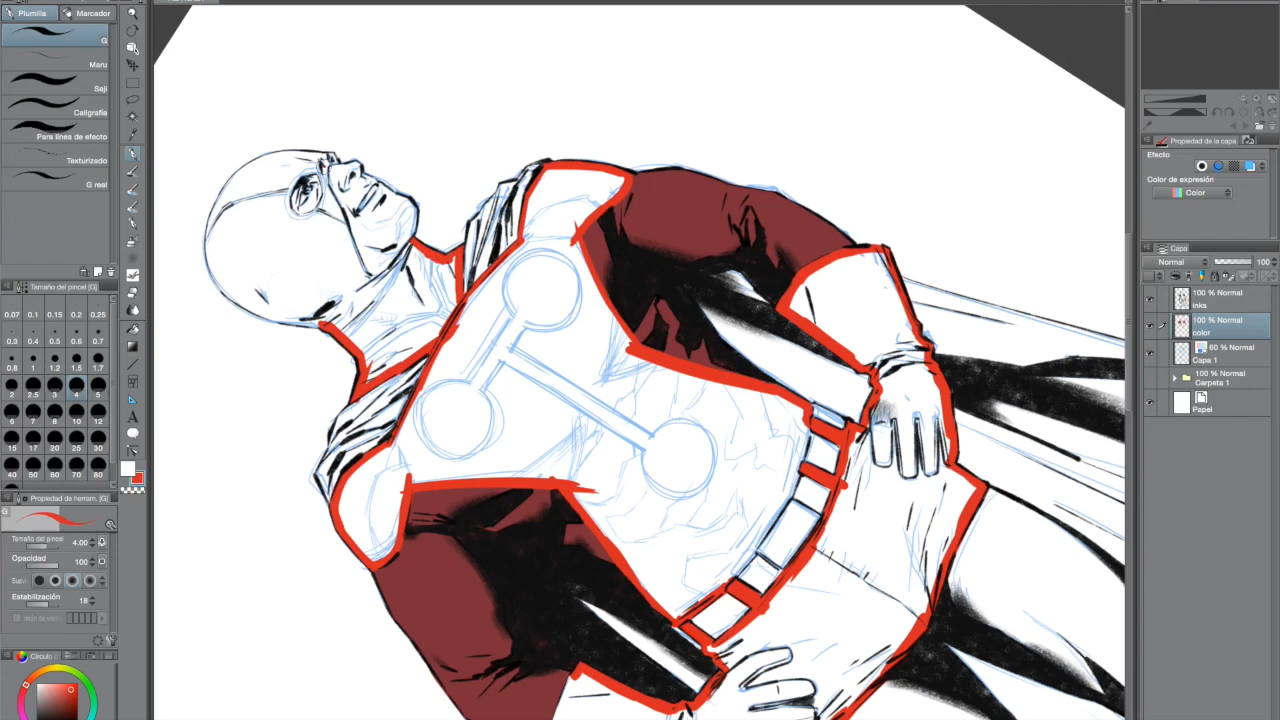 Plumilla
Marcador
G
Maru
Saji
Caligrafía
Para línea de efecto
Texturizado
G real
Tamaño del pincel [G]
0.07 0.1 0.15 0.2 0.25
0.3 0.4 0.5 0.6 0.7
0.8 1 1.2 1.5 1.7
2 2.5 3 4 5
6 7 8 10 12
15 17 20 25 30
40 50 60 70 80
Propiedad de herram. [G]
G
Tamaño del pincel 4.00
Opacidad 100
Estabilización
18
Círculo
Propiedad de la capa
Efecto
Color de expresión
Color
Capa
Normal 100
100 % Normal
inks
100 % Normal
color
60 % Normal
Capa 1
100 % Normal
Carpeta 1
Papel